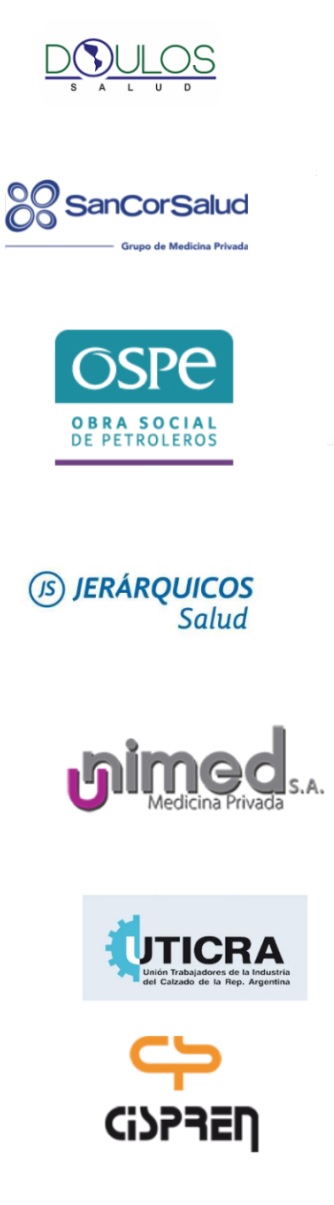 DOULOS
SALUD
SanCorSalud
Grupo de Medicina Privada
OSPe
OBRA SOCIAL
DE PETROLEROS
JS JERÁRQUICOS
Salud
unimed S.A.
Medicina Privada
UTICRA
Unión Trabajadores de la Industria
del Calzado de la Rep. Argentina
CISPREN